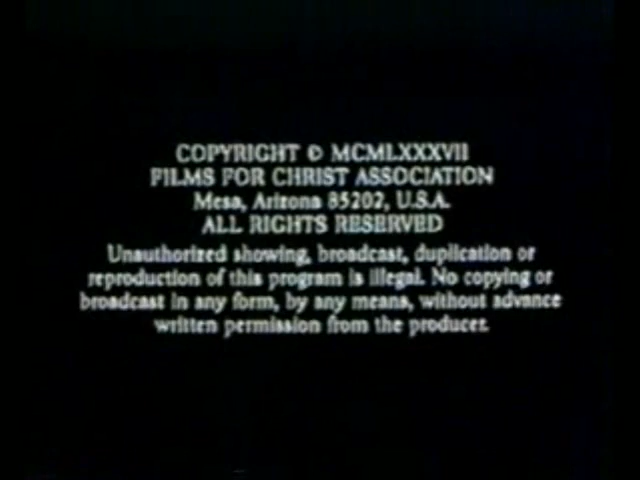 COPYRIGHT © MCMLXXXVII
FILMS FOR CHRIST ASSOCIATION
Mesa, Arizona 85202, U.S.A.
ALL RIGHTS RESERVED
Unauthorized showing, broadcast, duplication or
reproduction of this program is illegal. No copying or
broadcast in any form, by any means, without advance
written permission from the producer.